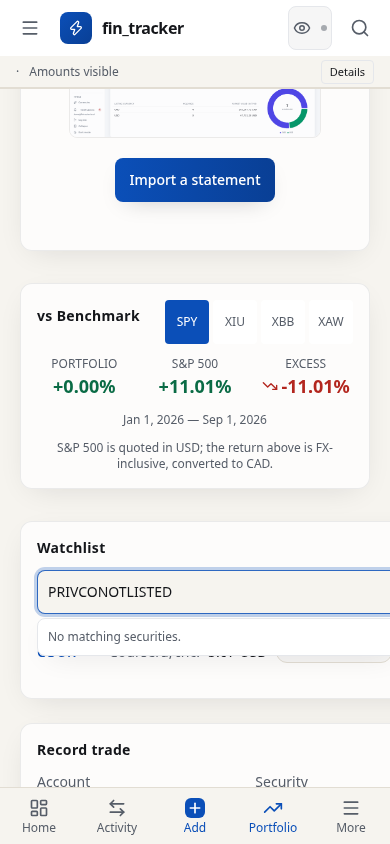 fin_tracker
· Amounts visible Details
Import a statement
vs Benchmark SPY XIU XBB XAW
PORTFOLIO S&P 500 EXCESS
+0.00% +11.01% -11.01%
Jan 1, 2026 — Sep 1, 2026
S&P 500 is quoted in USD; the return above is FX-
inclusive, converted to CAD.
Watchlist
PRIVCONOTLISTED
No matching securities.
Record trade
Account Security
Home Activity Add Portfolio More